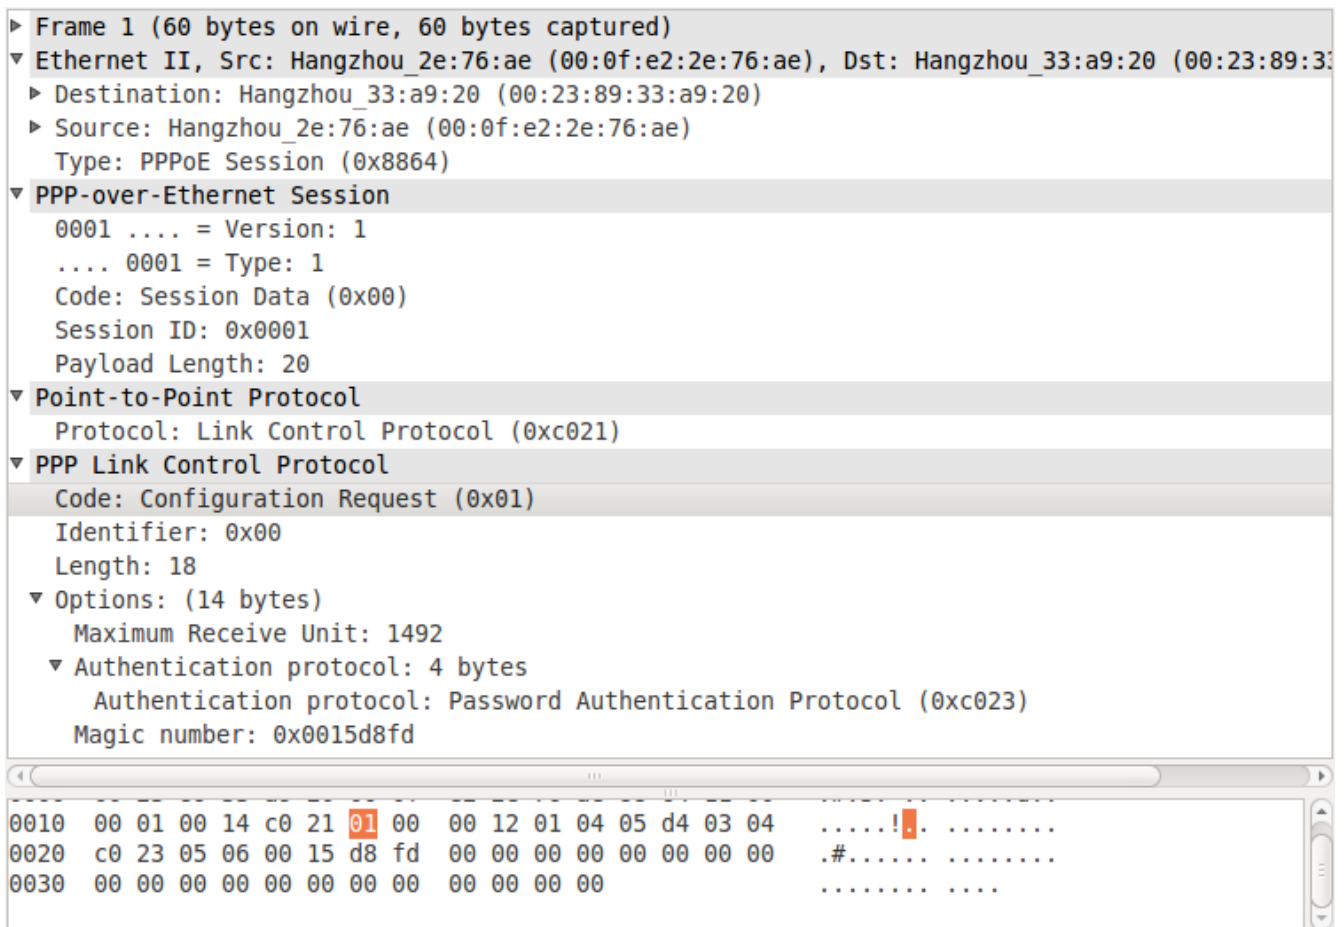 Frame 1 (60 bytes on wire, 60 bytes captured)
Ethernet II, Src: Hangzhou_2e:76:ae (00:0f:e2:2e:76:ae), Dst: Hangzhou_33:a9:20 (00:23:89:33
Destination: Hangzhou_33:a9:20 (00:23:89:33:a9:20)
Source: Hangzhou_2e:76:ae (00:0f:e2:2e:76:ae)
Type: PPPoE Session (0x8864)
PPP-over-Ethernet Session
0001 .... = Version: 1
.... 0001 = Type: 1
Code: Session Data (0x00)
Session ID: 0x0001
Payload Length: 20
Point-to-Point Protocol
Protocol: Link Control Protocol (0xc021)
PPP Link Control Protocol
Code: Configuration Request (0x01)
Identifier: 0x00
Length: 18
Options: (14 bytes)
Maximum Receive Unit: 1492
Authentication protocol: 4 bytes
Authentication protocol: Password Authentication Protocol (0xc023)
Magic number: 0x0015d8fd
0010 00 01 00 14 c0 21 01 00 00 12 01 04 05 d4 03 04 .....!.. ........
0020 c0 23 05 06 00 15 d8 fd 00 00 00 00 00 00 00 00 .#...... ........
0030 00 00 00 00 00 00 00 00 00 00 00 00 ........ ....